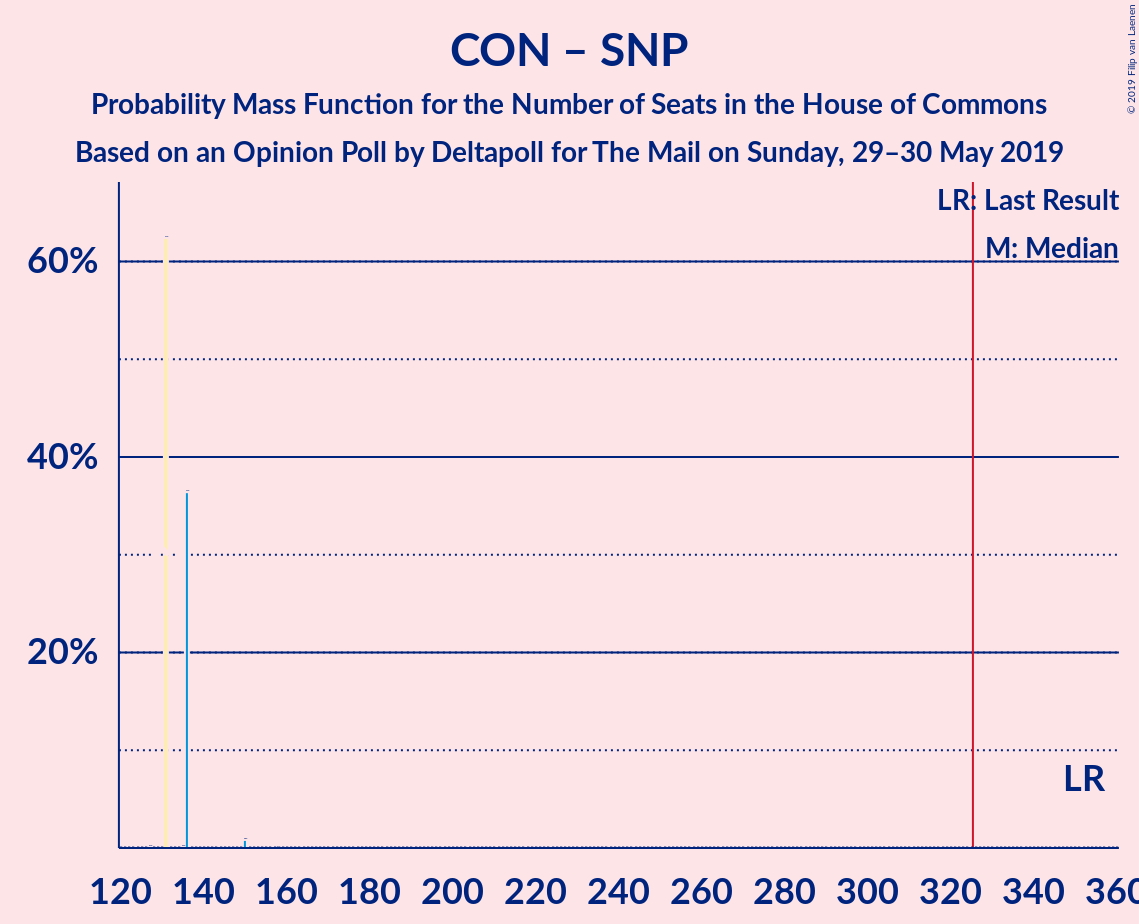 CON – SNP
Probability Mass Function for the Number of Seats in the House of Commons
Based on an Opinion Poll by Deltapoll for The Mail on Sunday, 29–30 May 2019
© 2019 Filip van Laenen
LR: Last Result
M: Median
60%
40%
20%
LR
120 140 160 180 200 220 240 260 280 300 320 340 360